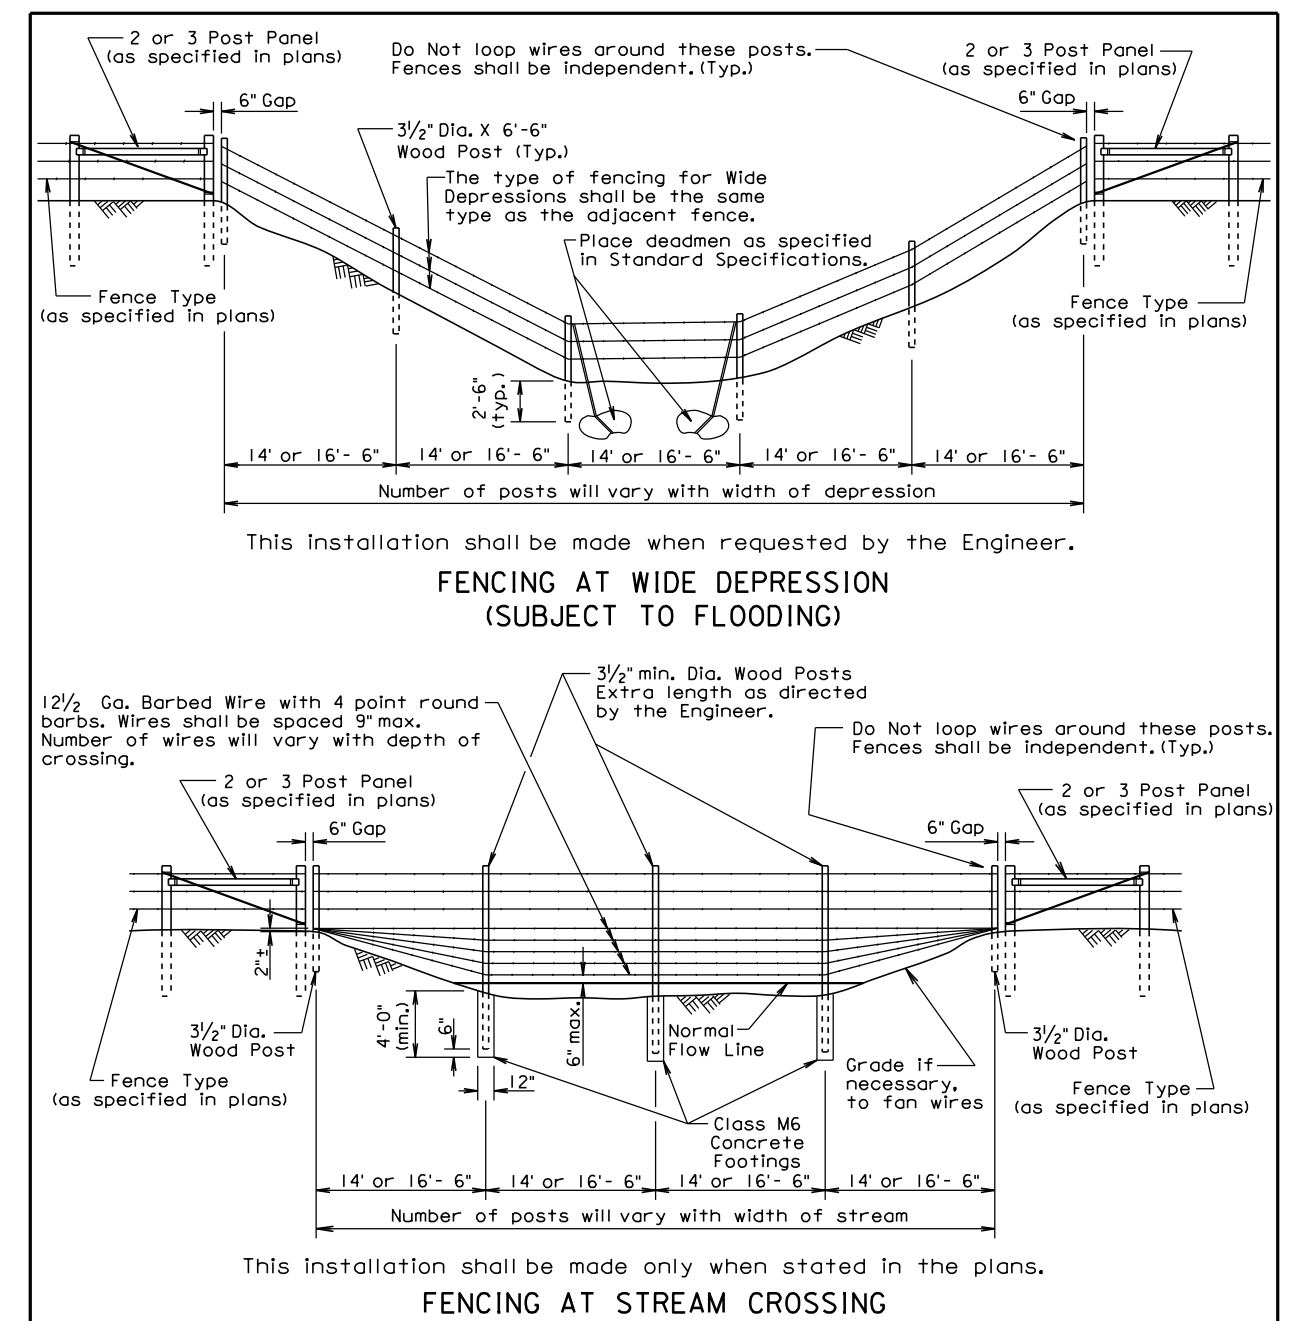 2 or 3 Post Panel
(as specified in plans)
Do Not loop wires around these posts.
Fences shall be independent. (Typ.)
2 or 3 Post Panel
(as specified in plans)
6" Gap
6" Gap
3½" Dia. X 6'-6"
Wood Post (Typ.)
The type of fencing for Wide
Depressions shall be the same
type as the adjacent fence.
Place deadmen as specified
in Standard Specifications.
Fence Type
(as specified in plans)
Fence Type
(as specified in plans)
2'-6"
(typ.)
14' or 16'- 6"
14' or 16'- 6"
14' or 16'- 6"
14' or 16'- 6"
14' or 16'- 6"
Number of posts will vary with width of depression
This installation shall be made when requested by the Engineer.
FENCING AT WIDE DEPRESSION
(SUBJECT TO FLOODING)
3½" min. Dia. Wood Posts
Extra length as directed
by the Engineer.
12½ Ga. Barbed Wire with 4 point round
barbs. Wires shall be spaced 9" max.
Number of wires will vary with depth of
crossing.
Do Not loop wires around these posts.
Fences shall be independent. (Typ.)
2 or 3 Post Panel
(as specified in plans)
2 or 3 Post Panel
(as specified in plans)
6" Gap
6" Gap
2"±
4'-0"
(min.)
6"
6" max.
3½" Dia.
Wood Post
Normal
Flow Line
3½" Dia.
Wood Post
Grade if
necessary,
to fan wires
Fence Type
(as specified in plans)
12"
Fence Type
(as specified in plans)
Class M6
Concrete
Footings
14' or 16'- 6"
14' or 16'- 6"
14' or 16'- 6"
14' or 16'- 6"
Number of posts will vary with width of stream
This installation shall be made only when stated in the plans.
FENCING AT STREAM CROSSING